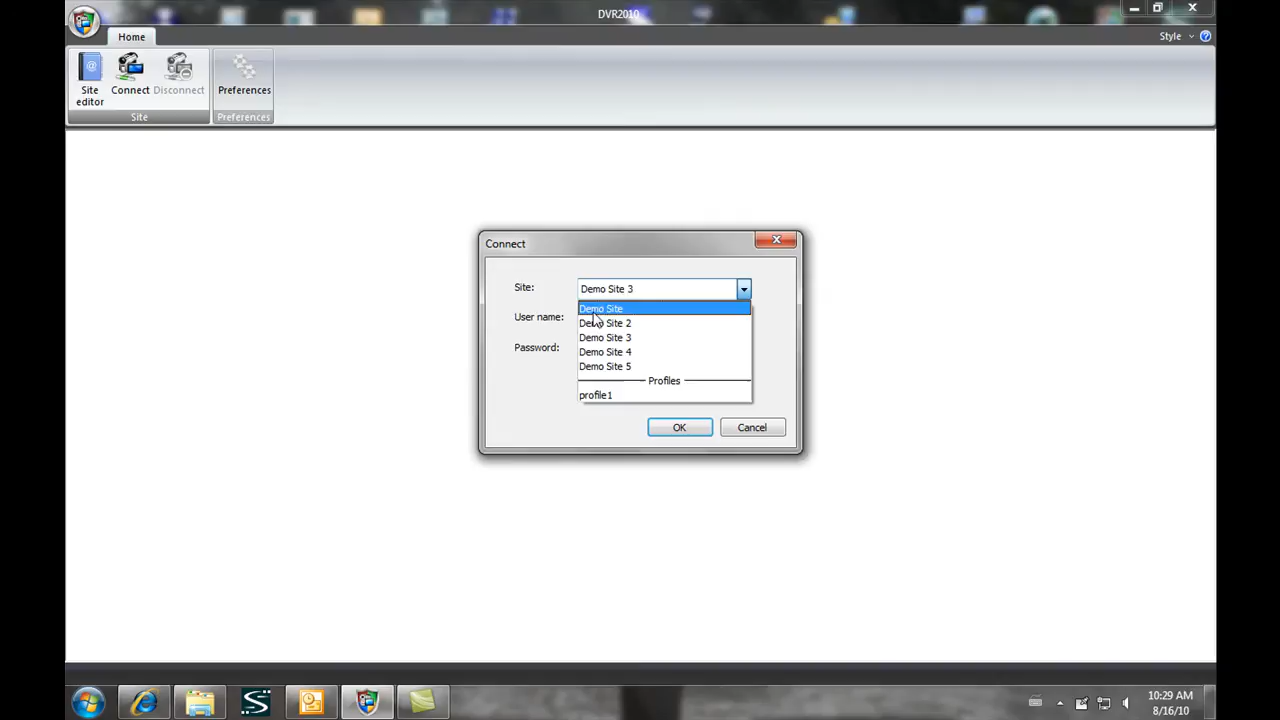 DVR2010
Home
Style
Site editor
Connect
Disconnect
Preferences
Site
Preferences
Connect
Site:
Demo Site 3
Demo Site
User name:
Demo Site 2
Demo Site 3
Password:
Demo Site 4
Demo Site 5
Profiles
profile1
OK
Cancel
10:29 AM
8/16/10